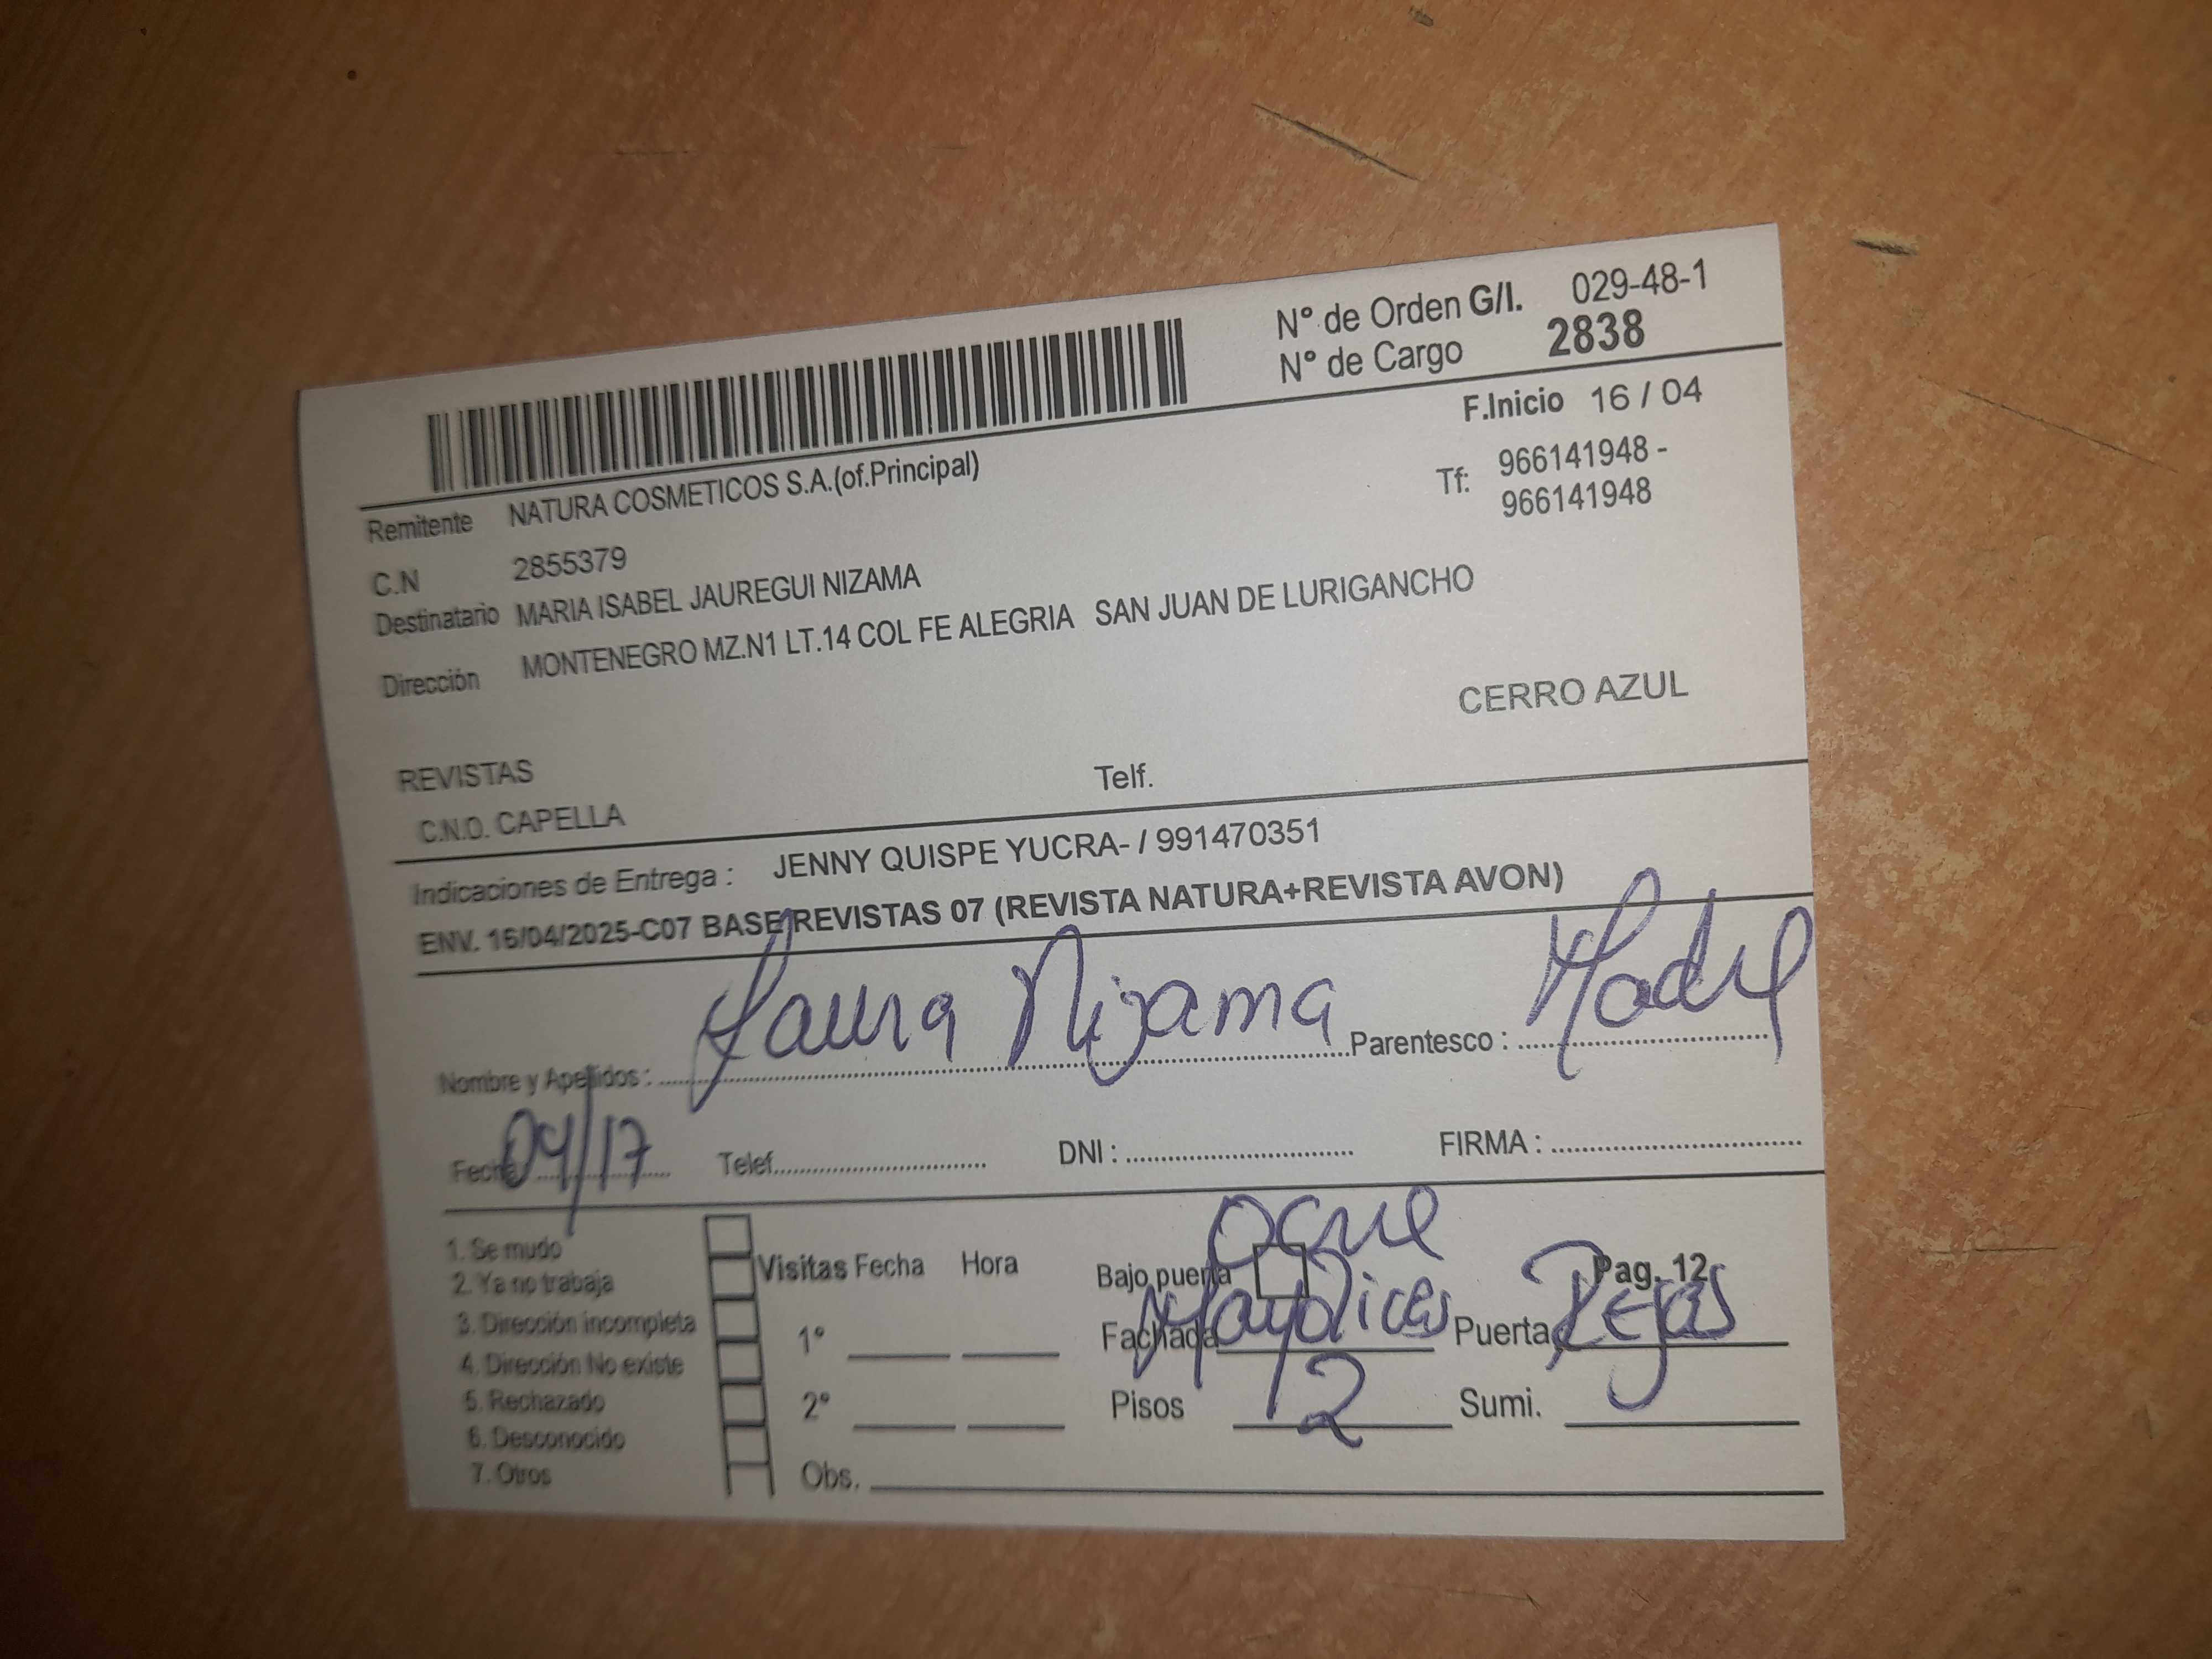 N° de Orden G/I. 029-48-1
N° de Cargo 2838
F.Inicio 16 / 04
Remitente NATURA COSMETICOS S.A.(of.Principal)
Tf: 966141948 -
966141948
C.N 2855379
Destinatario MARIA ISABEL JAUREGUI NIZAMA
Dirección MONTENEGRO MZ.N1 LT.14 COL FE ALEGRIA SAN JUAN DE LURIGANCHO
CERRO AZUL
REVISTAS
Telf.
C.N.O. CAPELLA
Indicaciones de Entrega : JENNY QUISPE YUCRA- / 991470351
ENV. 16/04/2025-C07 BASE REVISTAS 07 (REVISTA NATURA+REVISTA AVON)
Nombre y Apellidos : Laura Nizama Parentesco : Madre
Fecha 04/17 Telef. DNI : FIRMA :
1. Se mudo
2. Ya no trabaja
3. Dirección incompleta
4. Dirección No existe
5. Rechazado
6. Desconocido
7. Otros
Visitas Fecha Hora
1°
2°
Obs.
Ocre
Bajo puerta Pag. 12
Fachada Puerta Rejas
Pisos 2 Sumi.